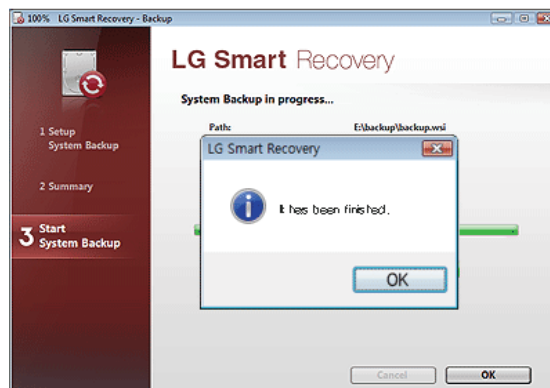 100% LG Smart Recovery - Backup
LG Smart Recovery
System Backup in progress...
Path: E:\backup\backup.wsi
1 Setup
System Backup
2 Summary
3 Start
System Backup
LG Smart Recovery
It has been finished.
OK
Cancel
OK